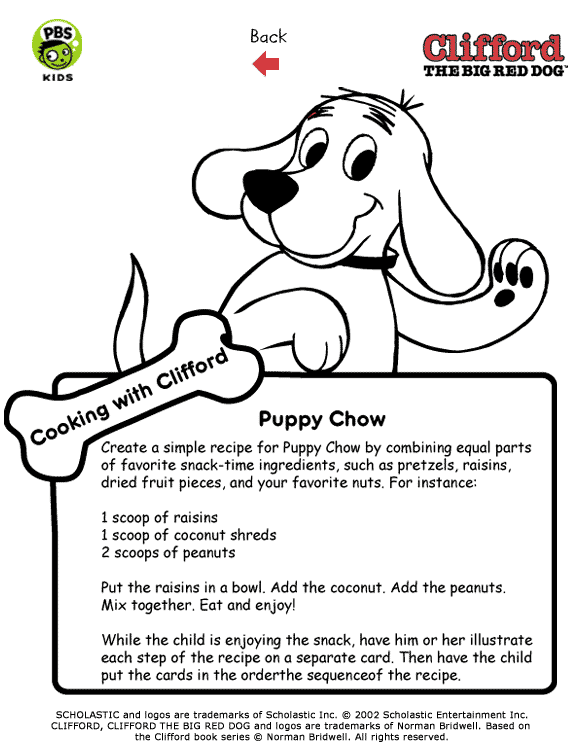 PBS
KIDS
Back
Clifford
THE BIG RED DOG
Cooking with Clifford
Puppy Chow
Create a simple recipe for Puppy Chow by combining equal parts
of favorite snack-time ingredients, such as pretzels, raisins,
dried fruit pieces, and your favorite nuts. For instance:
1 scoop of raisins
1 scoop of coconut shreds
2 scoops of peanuts
Put the raisins in a bowl. Add the coconut. Add the peanuts.
Mix together. Eat and enjoy!
While the child is enjoying the snack, have him or her illustrate
each step of the recipe on a separate card. Then have the child
put the cards in the orderthe sequenceof the recipe.
SCHOLASTIC and logos are trademarks of Scholastic Inc. © 2002 Scholastic Entertainment Inc.
CLIFFORD, CLIFFORD THE BIG RED DOG and logos are trademarks of Norman Bridwell. Based on
the Clifford book series © Norman Bridwell. All rights reserved.